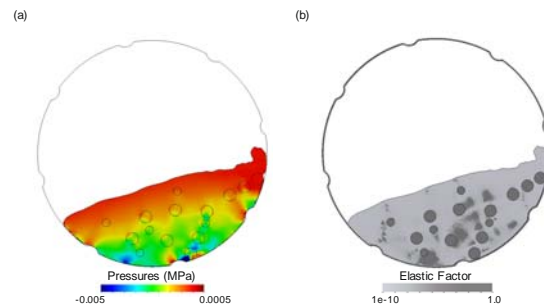 (a)
(b)
Pressures (MPa)
-0.005 0.0005
Elastic Factor
1e-10 1.0